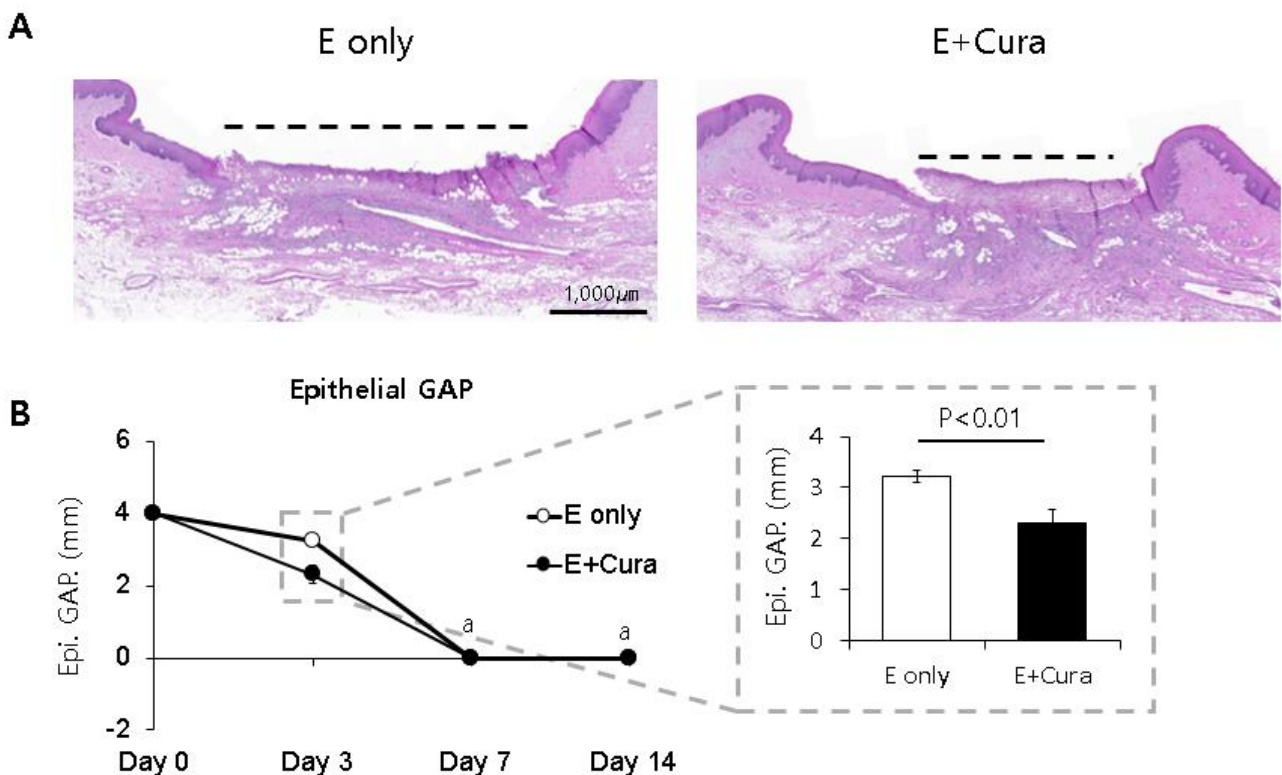 A
E only
E+Cura
1,000㎛
B
Epithelial GAP
Epi. GAP. (mm)
6
4
2
0
-2
Day 0
Day 3
Day 7
Day 14
a
a
E only
E+Cura
P<0.01
Epi. GAP. (mm)
4
3
2
1
0
E only
E+Cura